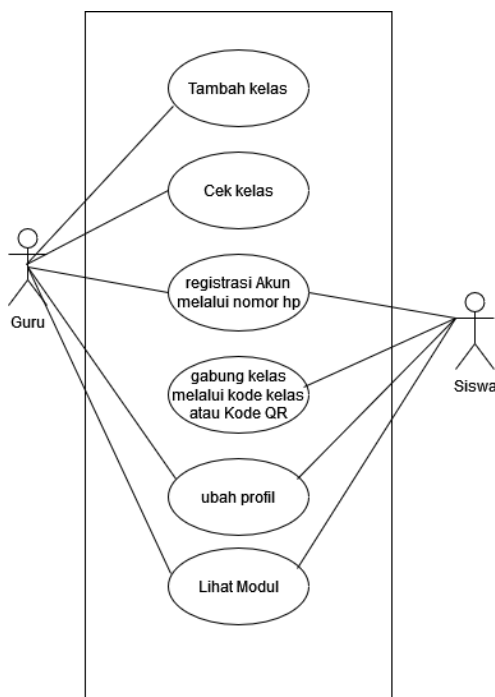 Tambah kelas
Cek kelas
Guru
registrasi Akun
melalui nomor hp
Siswa
gabung kelas
melalui kode kelas
atau Kode QR
ubah profil
Lihat Modul